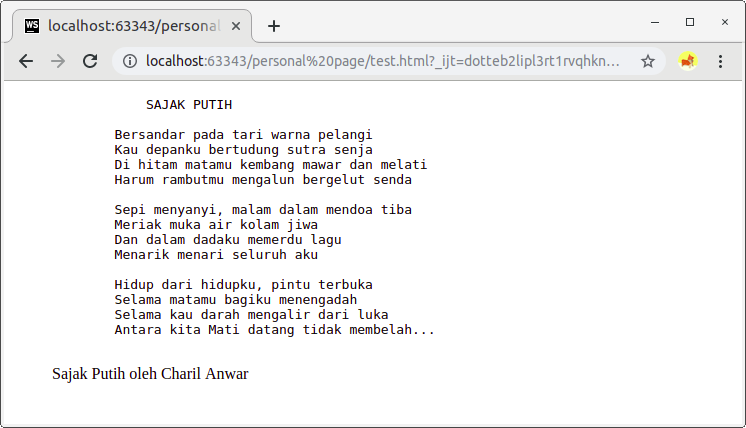 WS localhost:63343/personal
localhost:63343/personal%20page/test.html?_ijt=dotteb2lipl3rt1rvqhkn...
SAJAK PUTIH
Bersandar pada tari warna pelangi
Kau depanku bertudung sutra senja
Di hitam matamu kembang mawar dan melati
Harum rambutmu mengalun bergelut senda
Sepi menyanyi, malam dalam mendoa tiba
Meriak muka air kolam jiwa
Dan dalam dadaku memerdu lagu
Menarik menari seluruh aku
Hidup dari hidupku, pintu terbuka
Selama matamu bagiku menengadah
Selama kau darah mengalir dari luka
Antara kita Mati datang tidak membelah...
Sajak Putih oleh Charil Anwar